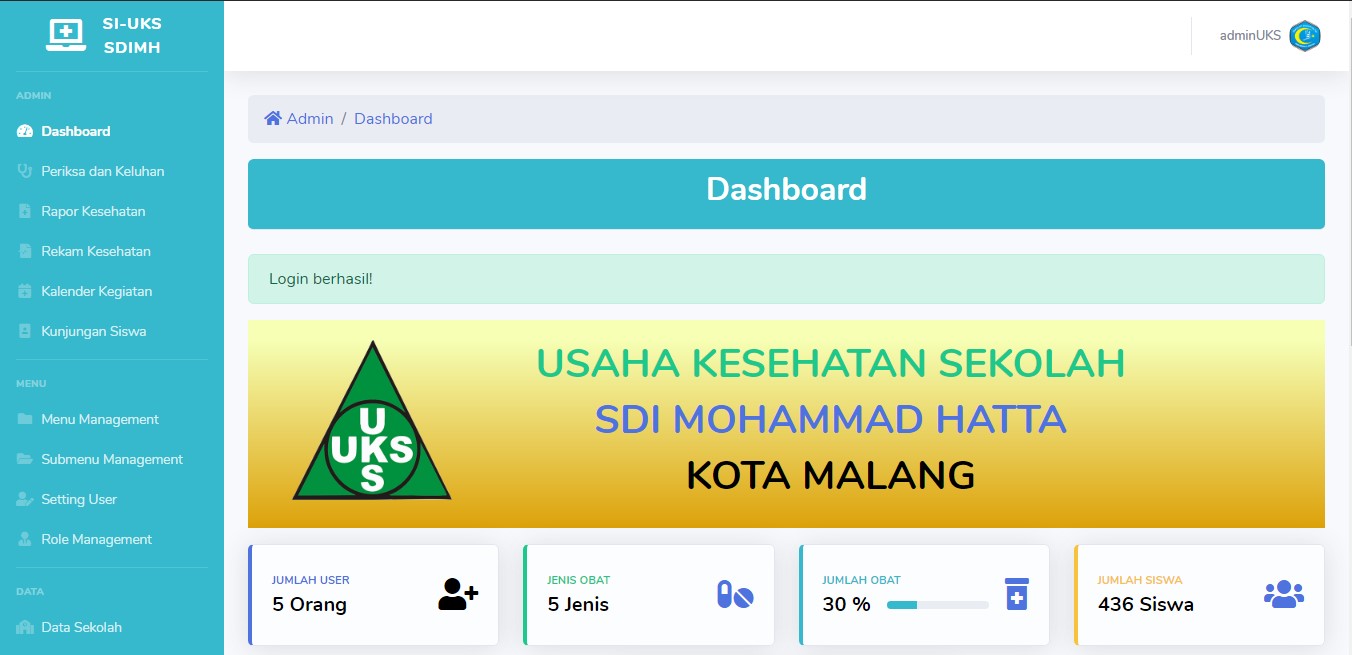 SI-UKS
SDIMH
ADMIN
Dashboard
Periksa dan Keluhan
Rapor Kesehatan
Rekam Kesehatan
Kalender Kegiatan
Kunjungan Siswa
MENU
Menu Management
Submenu Management
Setting User
Role Management
DATA
Data Sekolah
adminUKS
Admin / Dashboard
Dashboard
Login berhasil!
U
UKS
S
USAHA KESEHATAN SEKOLAH
SDI MOHAMMAD HATTA
KOTA MALANG
JUMLAH USER
5 Orang
JENIS OBAT
5 Jenis
JUMLAH OBAT
30 %
JUMLAH SISWA
436 Siswa